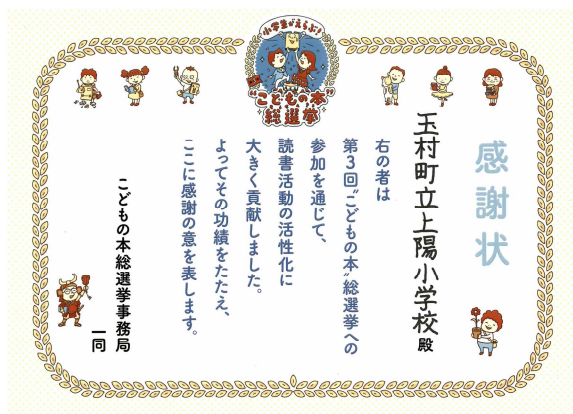 小学生がえらぶ!
第3回
"こどもの本"
総選挙
感謝状
玉村町立上陽小学校 殿
右の者は
第3回"こどもの本"総選挙への
参加を通じて、
読書活動の活性化に
大きく貢献しました。
よってその功績をたたえ、
ここに感謝の意を表します。
こどもの本総選挙事務局
一同